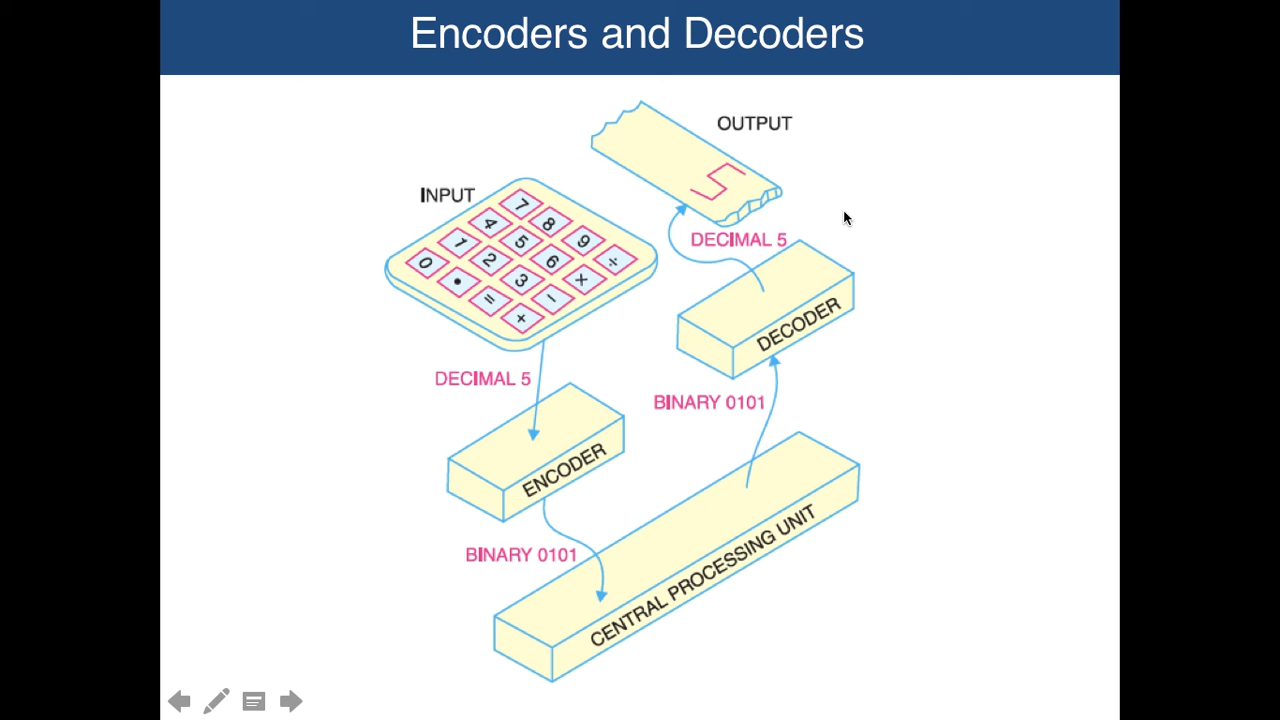 Encoders and Decoders
OUTPUT
5
INPUT
7 8 9 ÷
4 5 6 ×
1 2 3 −
0 • = +
DECIMAL 5
DECODER
DECIMAL 5
BINARY 0101
ENCODER
BINARY 0101
CENTRAL PROCESSING UNIT